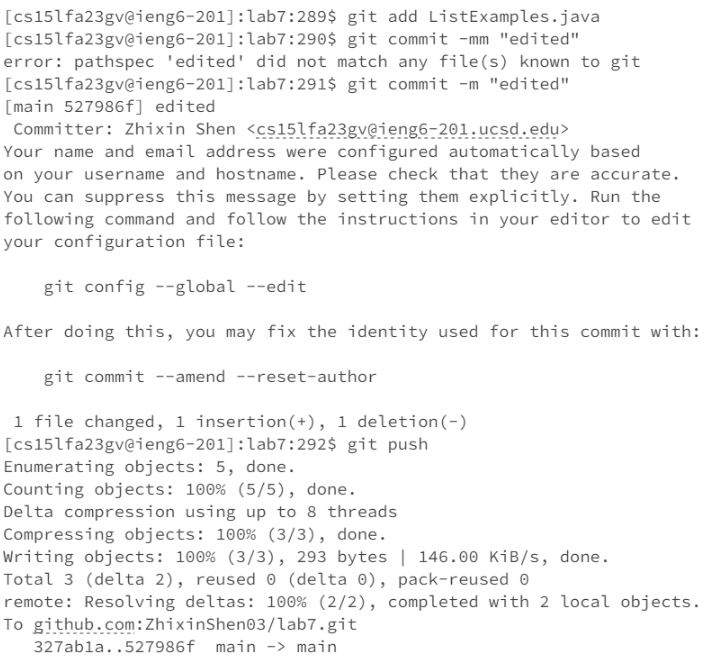 [cs15lfa23gv@ieng6-201]:lab7:289$ git add ListExamples.java
[cs15lfa23gv@ieng6-201]:lab7:290$ git commit -mm "edited"
error: pathspec 'edited' did not match any file(s) known to git
[cs15lfa23gv@ieng6-201]:lab7:291$ git commit -m "edited"
[main 527986f] edited
 Committer: Zhixin Shen <cs15lfa23gv@ieng6-201.ucsd.edu>
Your name and email address were configured automatically based
on your username and hostname. Please check that they are accurate.
You can suppress this message by setting them explicitly. Run the
following command and follow the instructions in your editor to edit
your configuration file:

    git config --global --edit

After doing this, you may fix the identity used for this commit with:

    git commit --amend --reset-author

 1 file changed, 1 insertion(+), 1 deletion(-)
[cs15lfa23gv@ieng6-201]:lab7:292$ git push
Enumerating objects: 5, done.
Counting objects: 100% (5/5), done.
Delta compression using up to 8 threads
Compressing objects: 100% (3/3), done.
Writing objects: 100% (3/3), 293 bytes | 146.00 KiB/s, done.
Total 3 (delta 2), reused 0 (delta 0), pack-reused 0
remote: Resolving deltas: 100% (2/2), completed with 2 local objects.
To github.com:ZhixinShen03/lab7.git
   327ab1a..527986f  main -> main